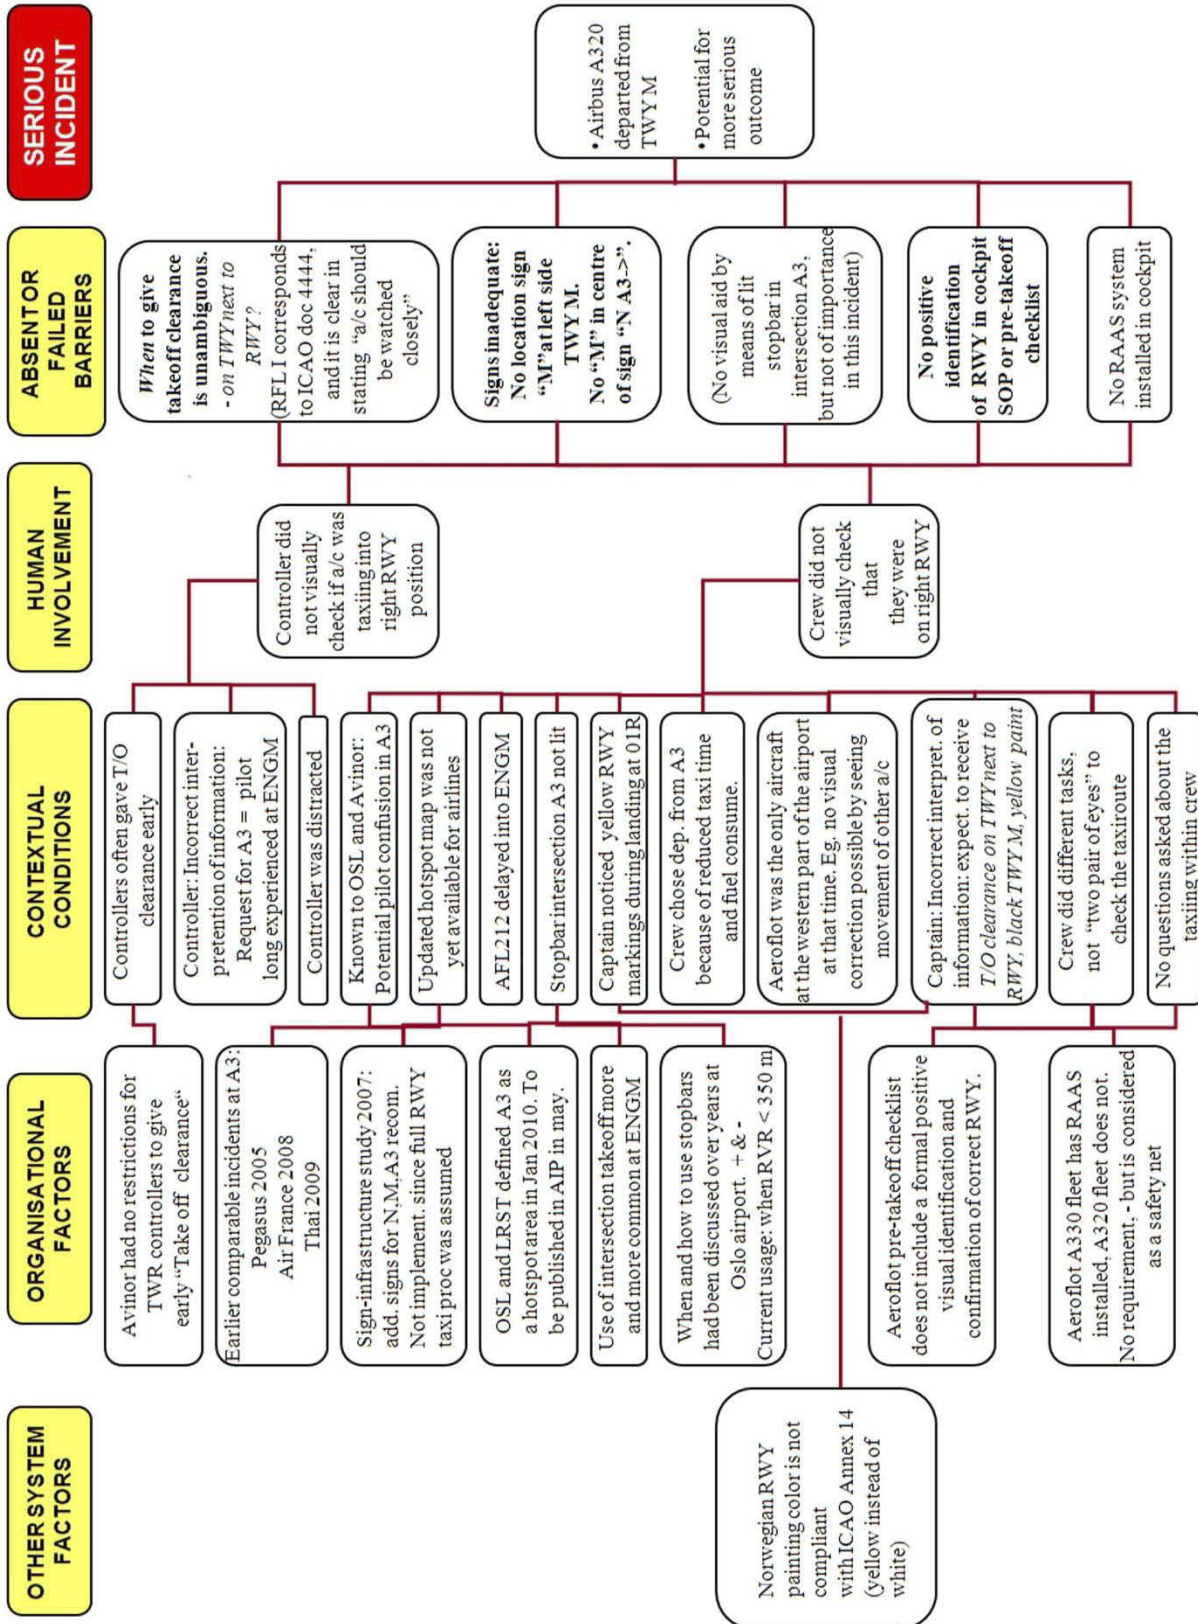 OTHER SYSTEM
FACTORS
ORGANISATIONAL
FACTORS
CONTEXTUAL
CONDITIONS
HUMAN
INVOLVEMENT
ABSENT OR
FAILED
BARRIERS
SERIOUS
INCIDENT
Norwegian RWY
painting color is not
compliant
with ICAO Annex 14
(yellow instead of
white)
Avinor had no restrictions for
TWR controllers to give
early “Take off clearance“
Earlier comparable incidents at A3:
Pegasus 2005
Air France 2008
Thai 2009
Sign-infrastructure study 2007:
add. signs for N,M,A3 recom.
Not implement. since full RWY
taxi proc was assumed
OSL and LRST defined A3 as
a hotspot area in Jan 2010. To
be published in AIP in may.
Use of intersection takeoff more
and more common at ENGM
When and how to use stopbars
had been discussed over years at
Oslo airport. + & -
Current usage: when RVR < 350 m
Aeroflot pre-takeoff checklist
does not include a formal positive
visual identification and
confirmation of correct RWY.
Aeroflot A330 fleet has RAAS
installed, A320 fleet does not.
No requirement, - but is considered
as a safety net
Controllers often gave T/O
clearance early
Controller: Incorrect inter-
pretention of information:
Request for A3 = pilot
long experienced at ENGM
Controller was distracted
Known to OSL and Avinor:
Potential pilot confusion in A3
Updated hotspot map was not
yet available for airlines
AFL212 delayed into ENGM
Stopbar intersection A3 not lit
Captain noticed yellow RWY
markings during landing at 01R
Crew chose dep. from A3
because of reduced taxi time
and fuel consume.
Aeroflot was the only aircraft
at the western part of the airport
at that time. Eg. no visual
correction possible by seeing
movement of other a/c
Captain: Incorrect interpret. of
information: expect. to receive
T/O clearance on TWY next to
RWY, black TWY M, yellow paint
Crew did different tasks,
not “two pair of eyes” to
check the taxiroute
No questions asked about the
taxiing within crew
Controller did
not visually
check if a/c was
taxiing into
right RWY
position
Crew did not
visually check
that
they were
on right RWY
When to give
takeoff clearance
is unambiguous.
- on TWY next to
RWY?
(RFL I corresponds
to ICAO doc 4444,
and it is clear in
stating “a/c should
be watched
closely”
Signs inadequate:
No location sign
“M” at left side
TWY M.
No “M” in centre
of sign “N A3->”.
(No visual aid by
means of lit
stopbar in
intersection A3,
but not of importance
in this incident)
No positive
identification
of RWY in cockpit
SOP or pre-takeoff
checklist
No RAAS system
installed in cockpit
• Airbus A320
departed from
TWY M
• Potential for
more serious
outcome